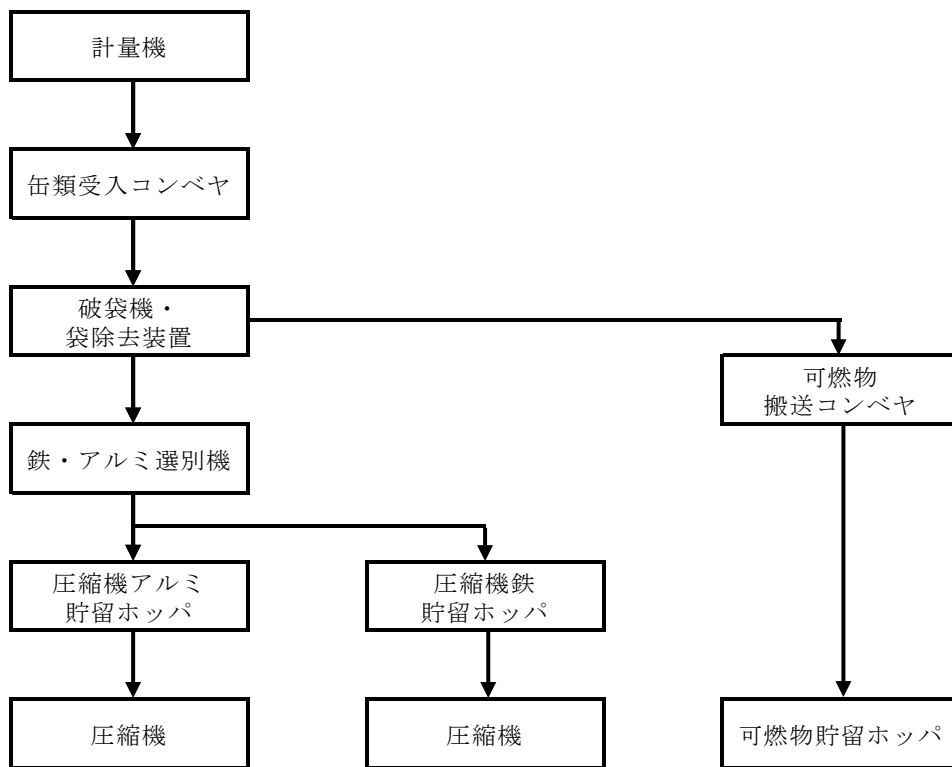 計量機
缶類受入コンベヤ
破袋機・
袋除去装置
可燃物
搬送コンベヤ
鉄・アルミ選別機
圧縮機アルミ
貯留ホッパ
圧縮機鉄
貯留ホッパ
圧縮機
圧縮機
可燃物貯留ホッパ